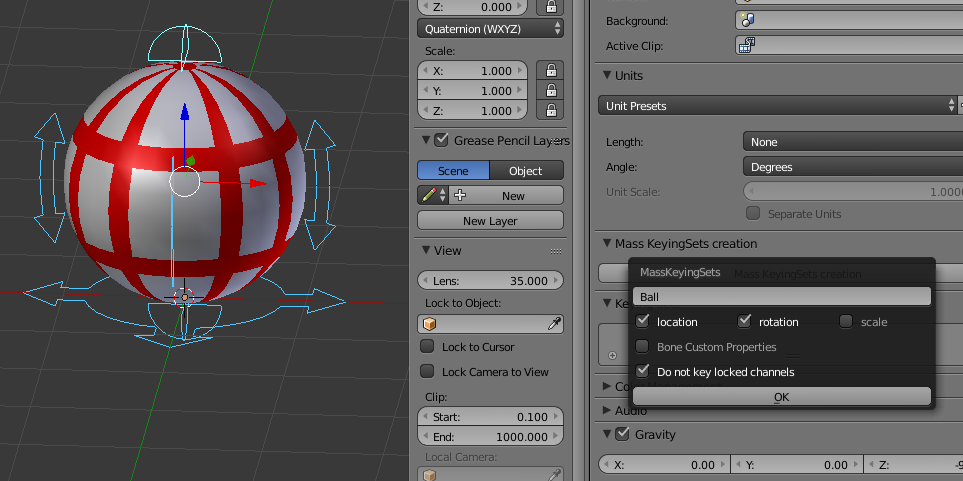 Z: 0.000
Quaternion (WXYZ)
Scale:
X: 1.000
Y: 1.000
Z: 1.000
Grease Pencil Layers
Scene Object
New
New Layer
View
Lens: 35.000
Lock to Object:
Lock to Cursor
Lock Camera to View
Clip:
Start: 0.100
End: 1000.000
Local Camera:
Background:
Active Clip:
Units
Unit Presets
Length: None
Angle: Degrees
Unit Scale: 1.0000
Separate Units
Mass KeyingSets creation
Mass KeyingSets creation
MassKeyingSets
Ball
location rotation scale
Bone Custom Properties
Do not key locked channels
OK
Audio
Gravity
X: 0.00 Y: 0.00 Z: